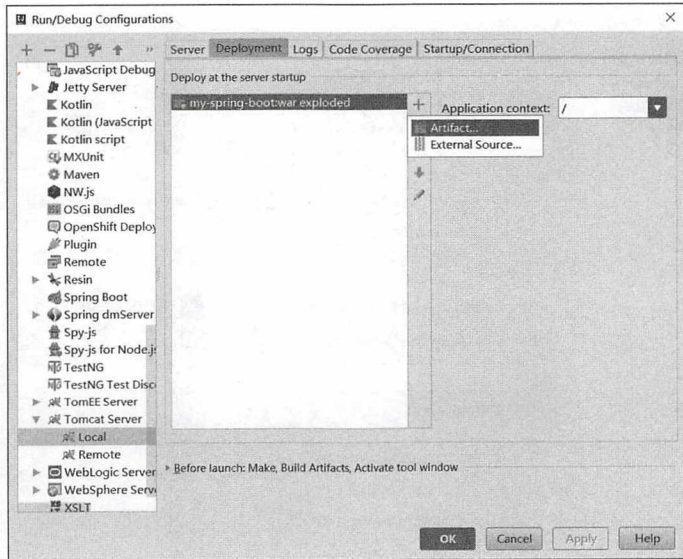 Run/Debug Configurations
Server Deployment Logs Code Coverage Startup/Connection
JavaScript Debug
Jetty Server
Kotlin
Kotlin (JavaScript
Kotlin script
MXUnit
Maven
NW.js
OSGi Bundles
OpenShift Deploy
Plugin
Remote
Resin
Spring Boot
Spring dmServer
Spy-js
Spy-js for Node.js
TestNG
TestNG Test Disc
TomEE Server
Tomcat Server
Local
Remote
WebLogic Server
WebSphere Serv
XSLT
Deploy at the server startup
my-spring-boot:war exploded
Application context: /
Artifact...
External Source...
Before launch: Make, Build Artifacts, Activate tool window
OK Cancel Apply Help